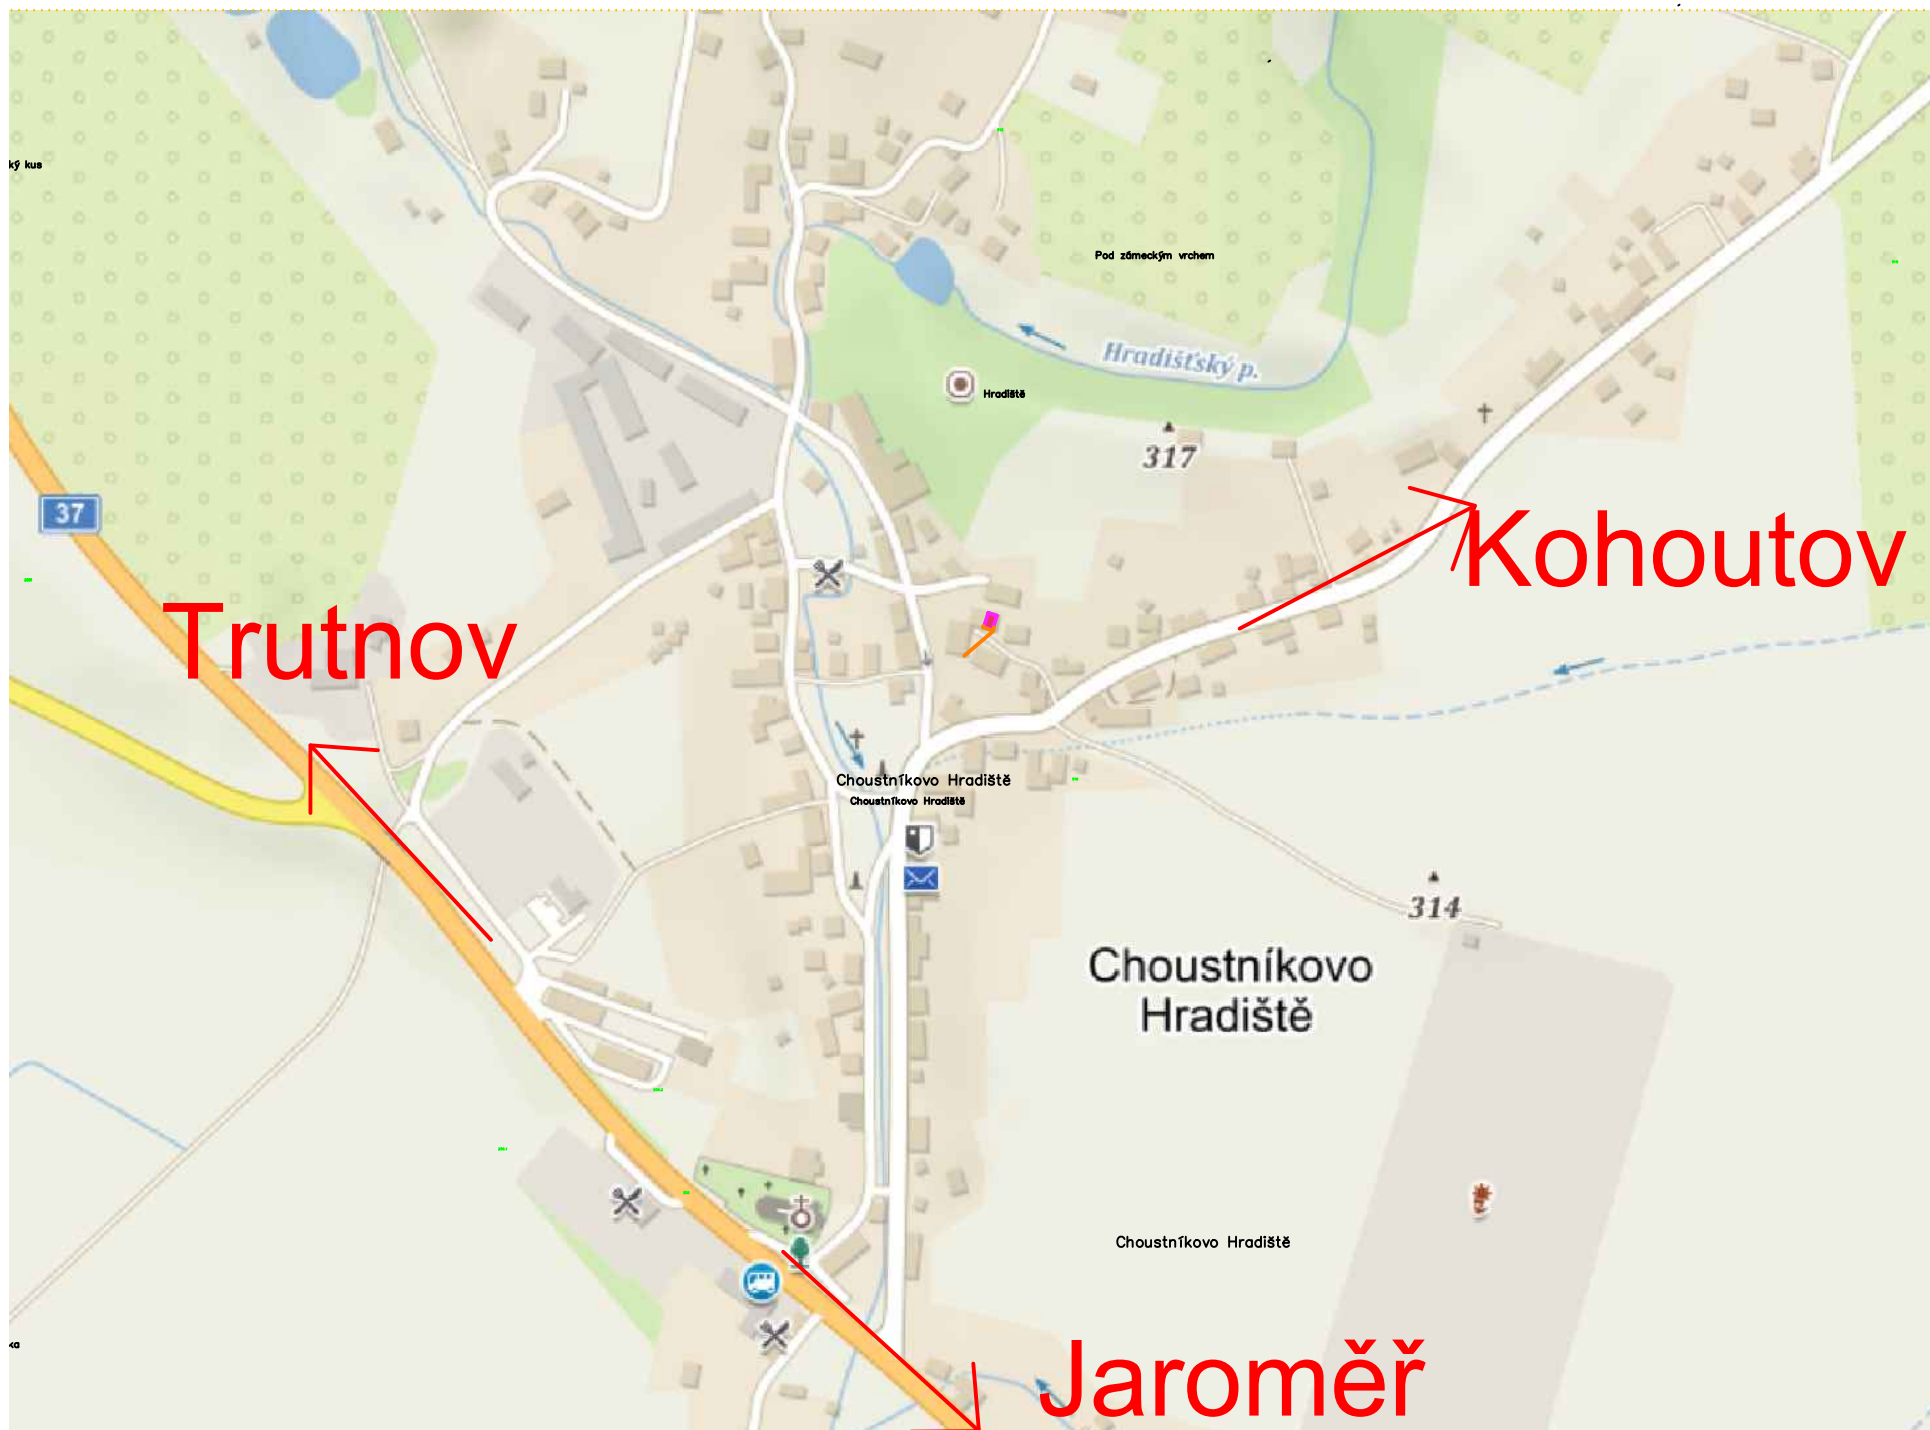 ký kus
Pod zámeckým vrchem
Hradišťský p.
Hradiště
317
37
Kohoutov
Trutnov
Choustníkovo Hradiště
Choustníkovo Hradiště
314
Choustníkovo
Hradiště
Choustníkovo Hradiště
ka
Jaroměř